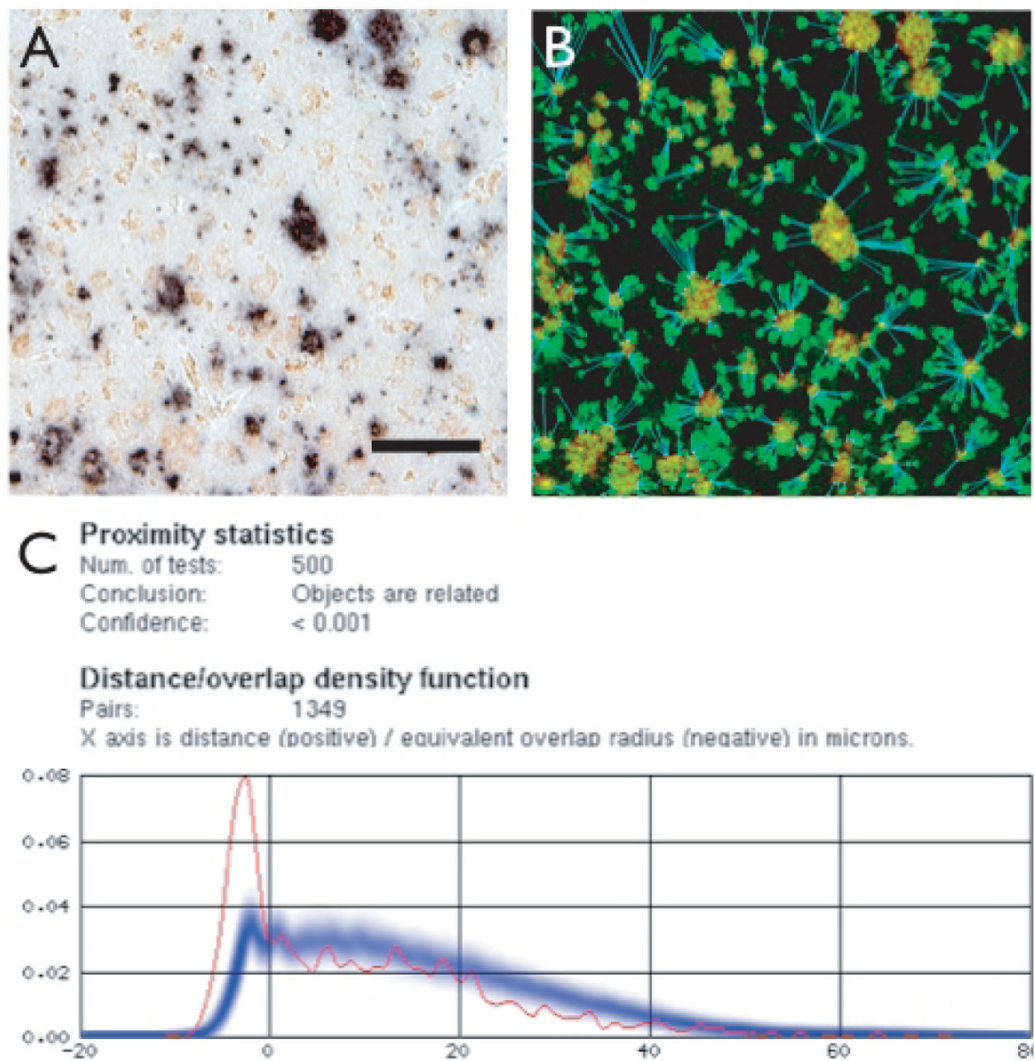 A
B
C
Proximity statistics
Num. of tests: 500
Conclusion: Objects are related
Confidence: < 0.001
Distance/overlap density function
Pairs: 1349
X axis is distance (positive) / equivalent overlap radius (negative) in microns.
0.08
0.06
0.04
0.02
0.00
-20 0 20 40 60 80